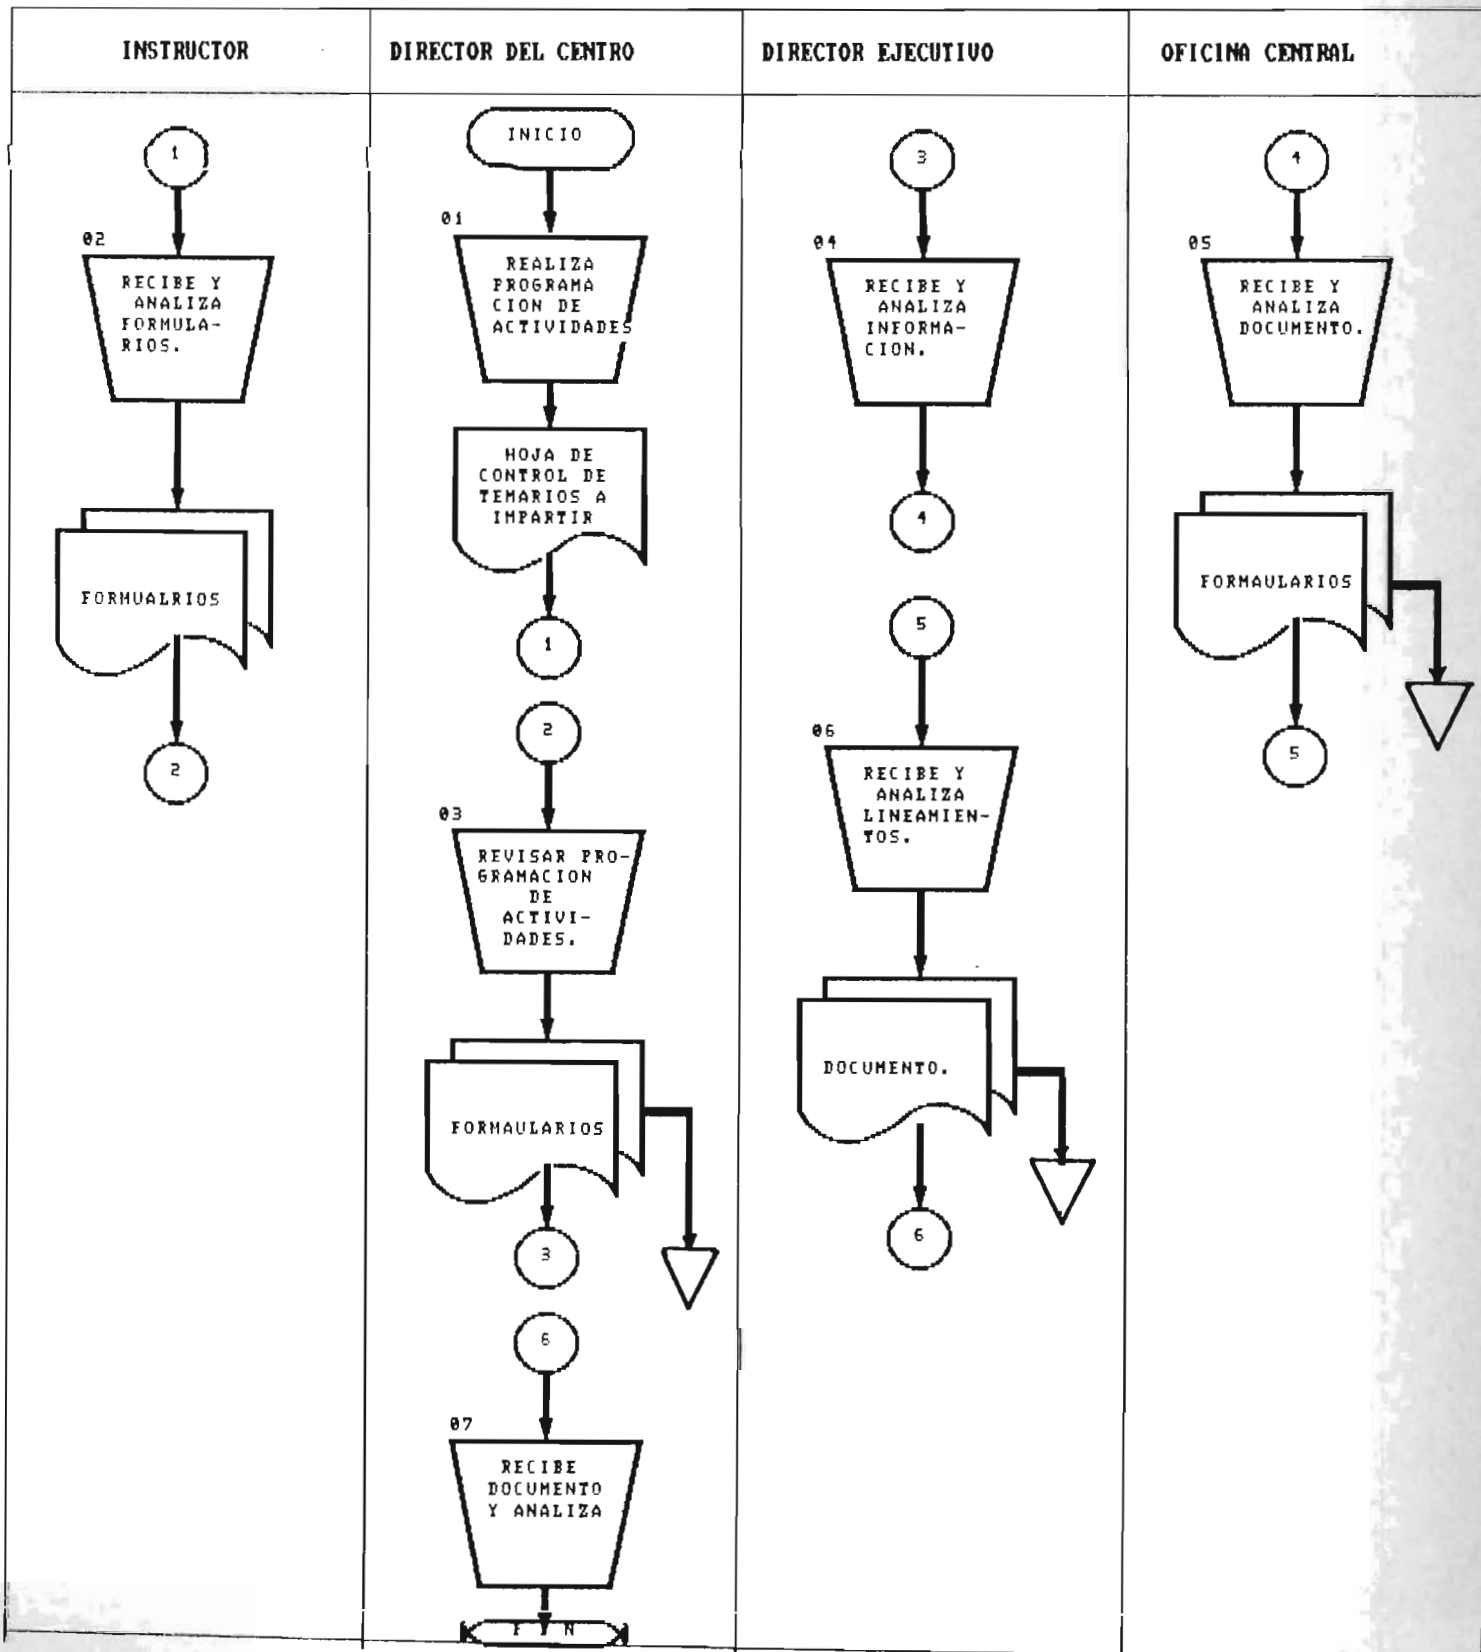 INSTRUCTOR
DIRECTOR DEL CENTRO
DIRECTOR EJECUTIVO
OFICINA CENTRAL
1
02
RECIBE Y
ANALIZA
FORMULA-
RIOS.
FORMUALRIOS
2
INICIO
01
REALIZA
PROGRAMA
CION DE
ACTIVIDADES
HOJA DE
CONTROL DE
TEMARIOS A
IMPARTIR
1
2
03
REVISAR PRO-
GRAMACION
DE
ACTIVI-
DADES.
FORMAULARIOS
3
6
07
RECIBE
DOCUMENTO
Y ANALIZA
F I N
3
04
RECIBE Y
ANALIZA
INFORMA-
CION.
4
5
06
RECIBE Y
ANALIZA
LINEAMIEN-
TOS.
DOCUMENTO.
6
4
05
RECIBE Y
ANALIZA
DOCUMENTO.
FORMAULARIOS
5